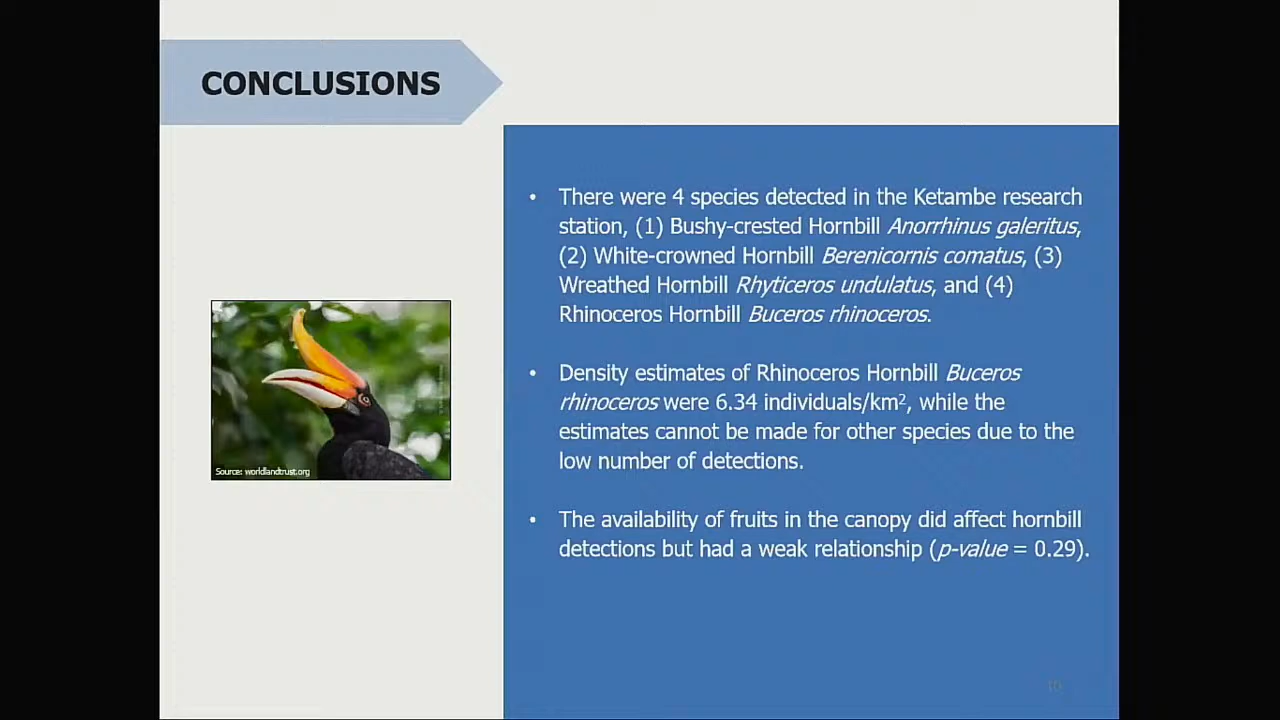 CONCLUSIONS
• There were 4 species detected in the Ketambe research
station, (1) Bushy-crested Hornbill Anorrhinus galeritus,
(2) White-crowned Hornbill Berenicornis comatus, (3)
Wreathed Hornbill Rhyticeros undulatus, and (4)
Rhinoceros Hornbill Buceros rhinoceros.
• Density estimates of Rhinoceros Hornbill Buceros
rhinoceros were 6.34 individuals/km², while the
estimates cannot be made for other species due to the
low number of detections.
• The availability of fruits in the canopy did affect hornbill
detections but had a weak relationship (p-value = 0.29).
Source: worldlandtrust.org
10